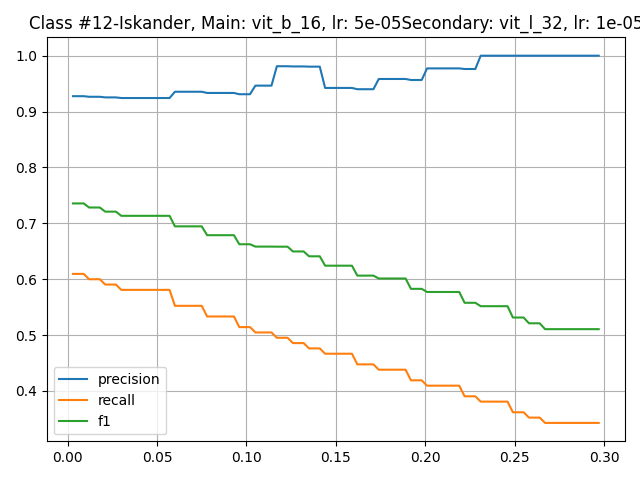 Class #12-Iskander, Main: vit_b_16, lr: 5e-05Secondary: vit_l_32, lr: 1e-05
1.0
0.9
0.8
0.7
0.6
0.5
0.4
precision
recall
f1
0.00 0.05 0.10 0.15 0.20 0.25 0.30